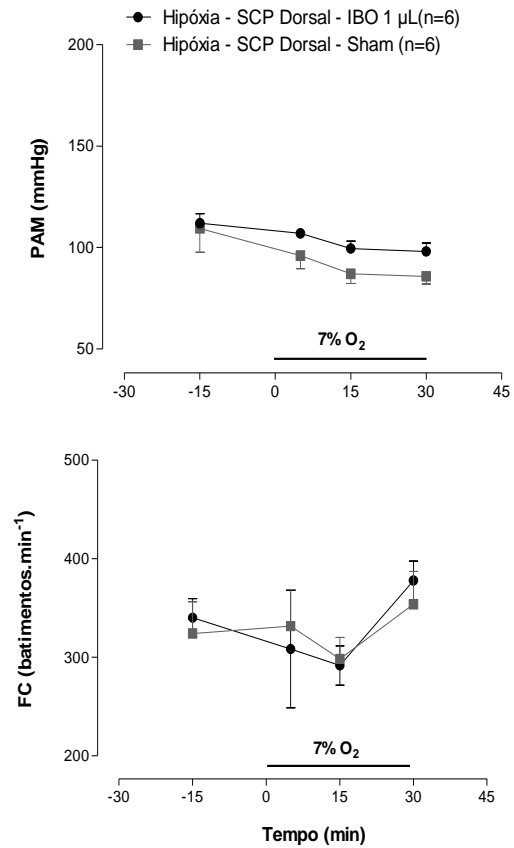 Hipóxia - SCP Dorsal - IBO 1 µL(n=6)
Hipóxia - SCP Dorsal - Sham (n=6)
PAM (mmHg)
200
150
100
50
7% O₂
-30 -15 0 15 30 45
FC (batimentos.min⁻¹)
500
400
300
200
7% O₂
-30 -15 0 15 30 45
Tempo (min)